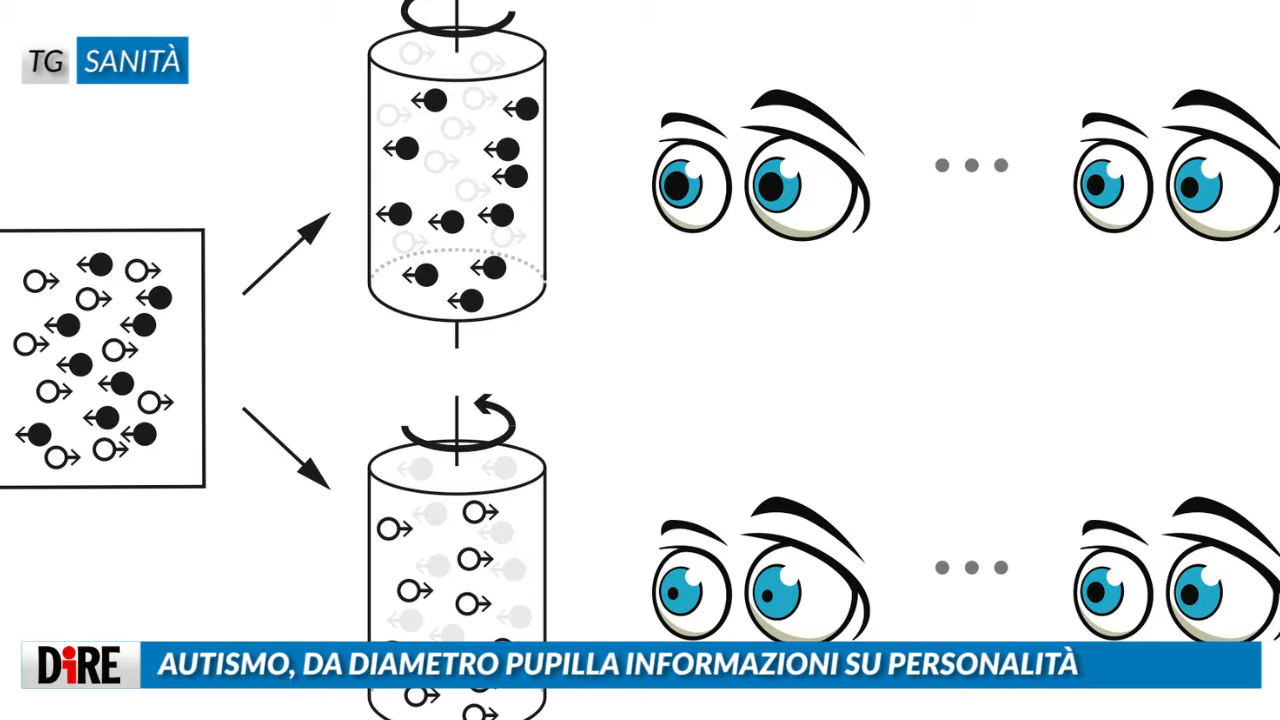 TG SANITÀ
DiRE AUTISMO, DA DIAMETRO PUPILLA INFORMAZIONI SU PERSONALITÀ